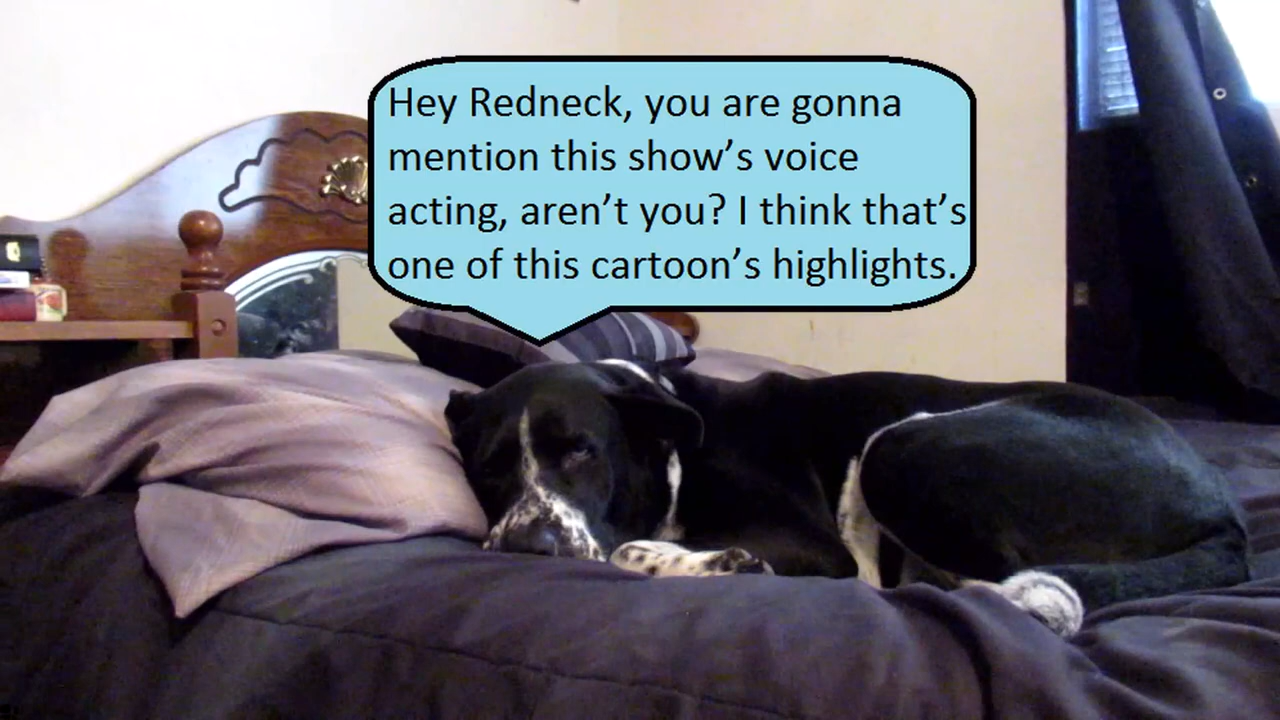 Hey Redneck, you are gonna
mention this show’s voice
acting, aren’t you? I think that’s
one of this cartoon’s highlights.